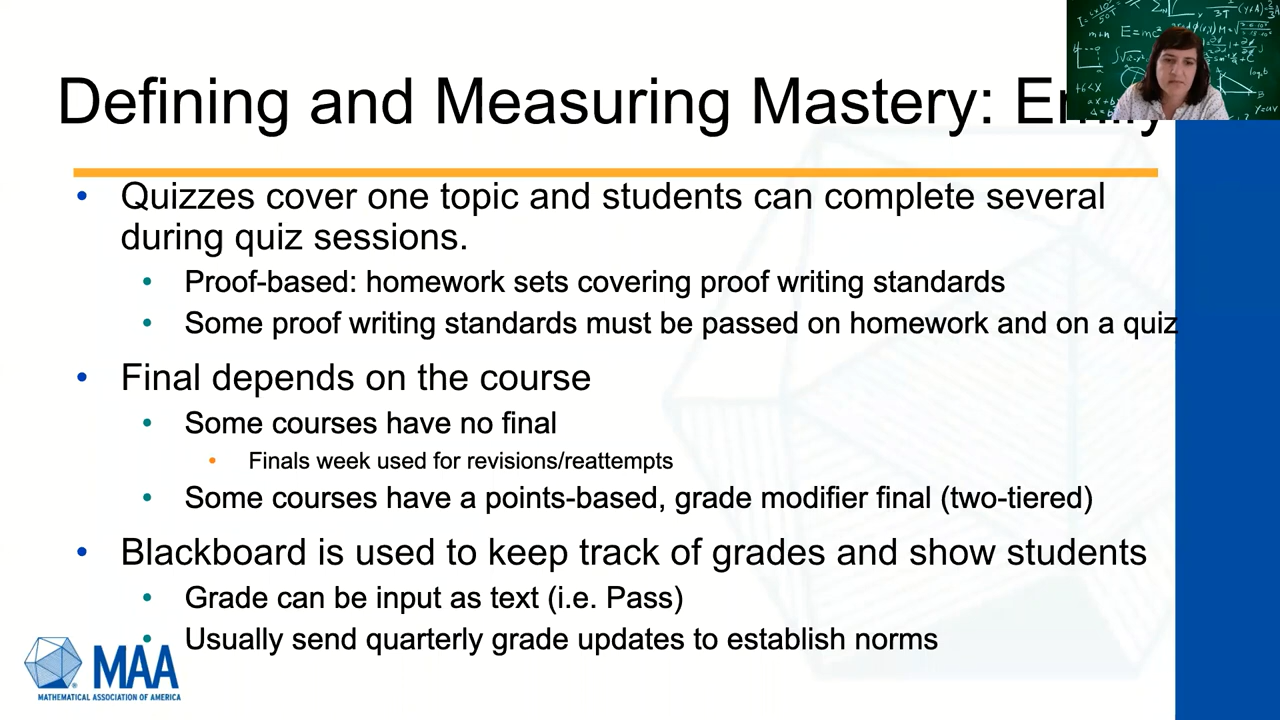 Defining and Measuring Mastery: Emily
• Quizzes cover one topic and students can complete several
during quiz sessions.
• Proof-based: homework sets covering proof writing standards
• Some proof writing standards must be passed on homework and on a quiz
• Final depends on the course
• Some courses have no final
• Finals week used for revisions/reattempts
• Some courses have a points-based, grade modifier final (two-tiered)
• Blackboard is used to keep track of grades and show students
• Grade can be input as text (i.e. Pass)
• Usually send quarterly grade updates to establish norms
MAA
MATHEMATICAL ASSOCIATION OF AMERICA
E=mc²